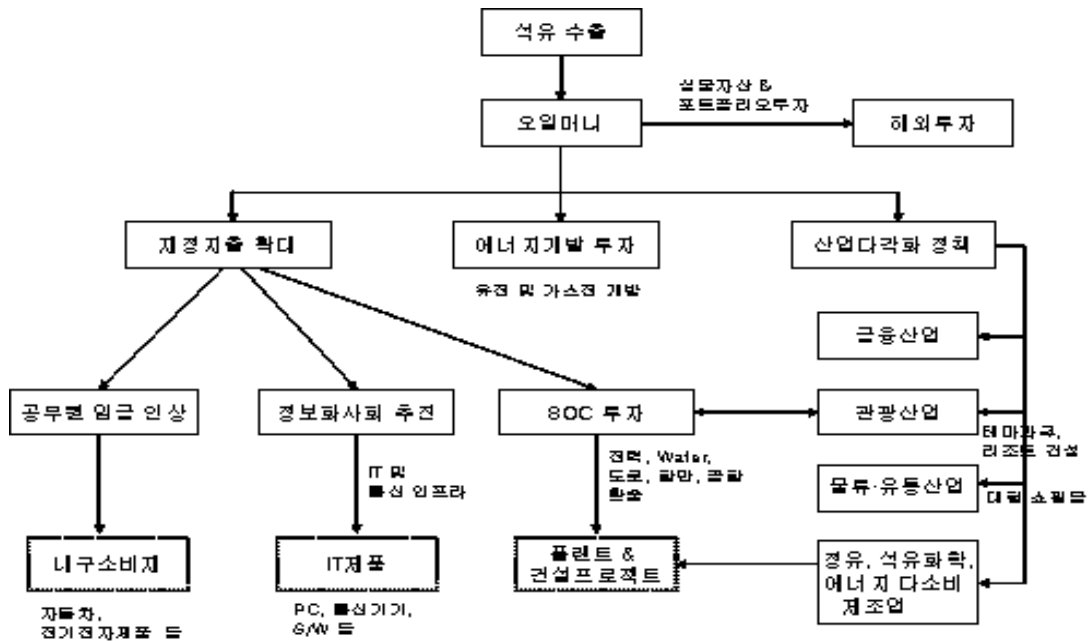 석유 수출
실물자산 &
포트폴리오투자
오일머니
해외투자
재정지출 확대
에너지개발 투자
산업다각화 정책
유전 및 가스전 개발
금융산업
공무원 임금 인상
정보화사회 추진
SOC 투자
관광산업
테마파크,
리조트 건설
IT 및
통신 인프라
전력, Water,
도로, 항만, 공항
확충
물류·유통산업
대형 쇼핑몰
내구소비재
IT제품
플랜트 &
건설프로젝트
정유, 석유화학,
에너지 다소비
제조업
자동차,
전기전자제품 등
PC, 통신기기,
S/W 등